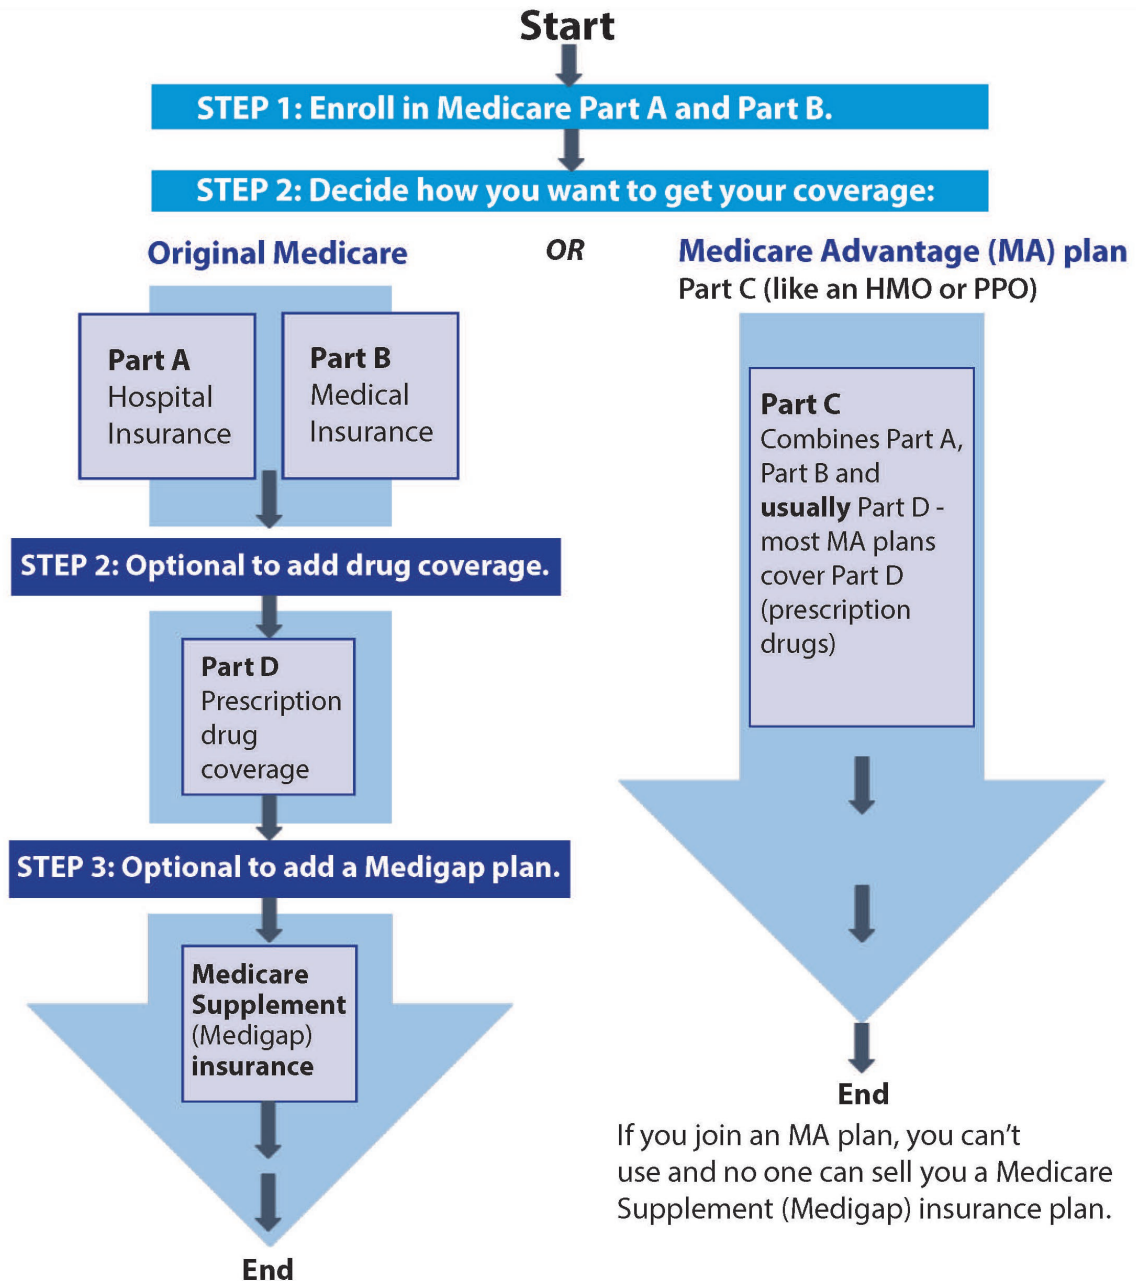 Start
STEP 1: Enroll in Medicare Part A and Part B.
STEP 2: Decide how you want to get your coverage:
Original Medicare
OR
Medicare Advantage (MA) plan
Part C (like an HMO or PPO)
Part A
Hospital
Insurance
Part B
Medical
Insurance
STEP 2: Optional to add drug coverage.
Part D
Prescription
drug
coverage
STEP 3: Optional to add a Medigap plan.
Medicare
Supplement
(Medigap)
insurance
End
Part C
Combines Part A,
Part B and
usually Part D -
most MA plans
cover Part D
(prescription
drugs)
End
If you join an MA plan, you can't
use and no one can sell you a Medicare
Supplement (Medigap) insurance plan.